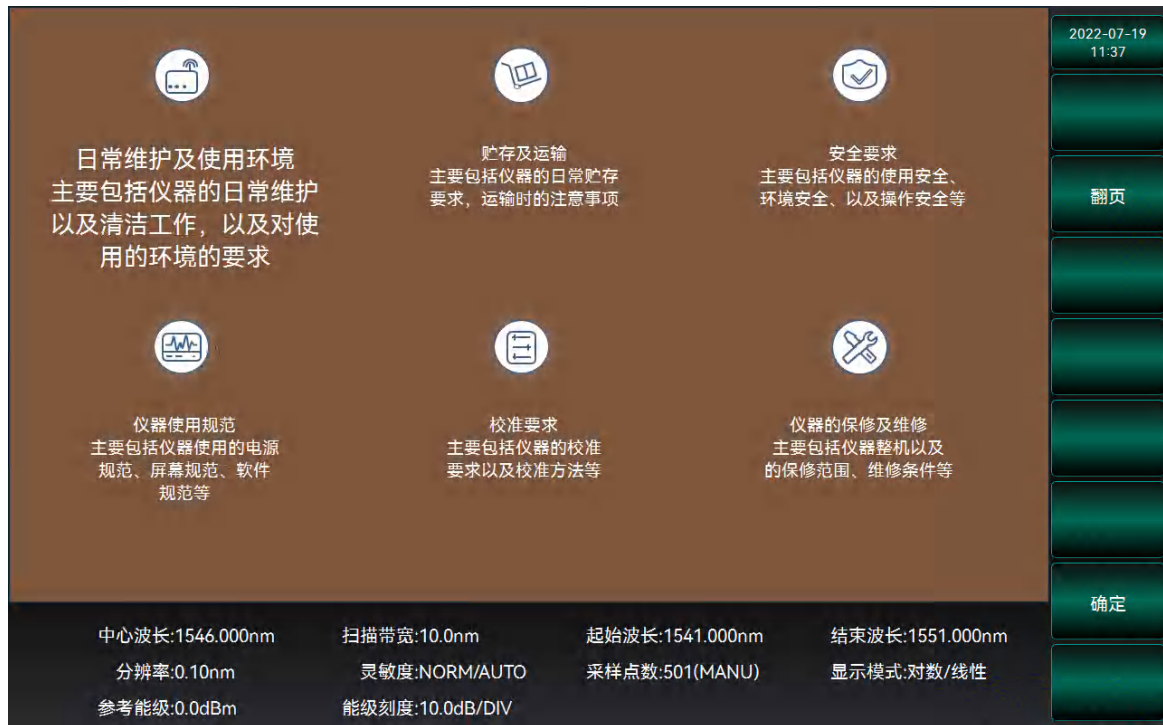 日常维护及使用环境
主要包括仪器的日常维护
以及清洁工作，以及对使
用的环境的要求
贮存及运输
主要包括仪器的日常贮存
要求，运输时的注意事项
安全要求
主要包括仪器的使用安全、
环境安全、以及操作安全等
仪器使用规范
主要包括仪器使用的电源
规范、屏幕规范、软件
规范等
校准要求
主要包括仪器的校准
要求以及校准方法等
仪器的保修及维修
主要包括仪器整机以及
的保修范围、维修条件等
2022-07-19
11:37
翻页
确定
中心波长:1546.000nm
扫描带宽:10.0nm
起始波长:1541.000nm
结束波长:1551.000nm
分辨率:0.10nm
灵敏度:NORM/AUTO
采样点数:501(MANU)
显示模式:对数/线性
参考能级:0.0dBm
能级刻度:10.0dB/DIV